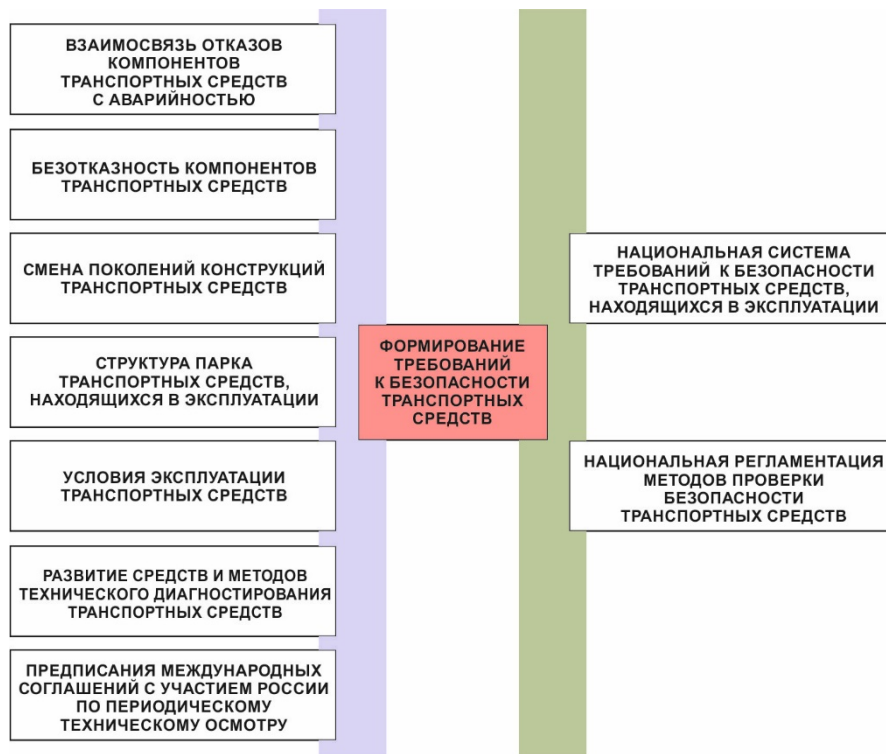 ВЗАИМОСВЯЗЬ ОТКАЗОВ
КОМПОНЕНТОВ
ТРАНСПОРТНЫХ СРЕДСТВ
С АВАРИЙНОСТЬЮ
БЕЗОТКАЗНОСТЬ КОМПОНЕНТОВ
ТРАНСПОРТНЫХ СРЕДСТВ
СМЕНА ПОКОЛЕНИЙ КОНСТРУКЦИЙ
ТРАНСПОРТНЫХ СРЕДСТВ
СТРУКТУРА ПАРКА
ТРАНСПОРТНЫХ СРЕДСТВ,
НАХОДЯЩИХСЯ В ЭКСПЛУАТАЦИИ
УСЛОВИЯ ЭКСПЛУАТАЦИИ
ТРАНСПОРТНЫХ СРЕДСТВ
РАЗВИТИЕ СРЕДСТВ И МЕТОДОВ
ТЕХНИЧЕСКОГО ДИАГНОСТИРОВАНИЯ
ТРАНСПОРТНЫХ СРЕДСТВ
ПРЕДПИСАНИЯ МЕЖДУНАРОДНЫХ
СОГЛАШЕНИЙ С УЧАСТИЕМ РОССИИ
ПО ПЕРИОДИЧЕСКОМУ
ТЕХНИЧЕСКОМУ ОСМОТРУ
ФОРМИРОВАНИЕ
ТРЕБОВАНИЙ
К БЕЗОПАСНОСТИ
ТРАНСПОРТНЫХ
СРЕДСТВ
НАЦИОНАЛЬНАЯ СИСТЕМА
ТРЕБОВАНИЙ К БЕЗОПАСНОСТИ
ТРАНСПОРТНЫХ СРЕДСТВ,
НАХОДЯЩИХСЯ В ЭКСПЛУАТАЦИИ
НАЦИОНАЛЬНАЯ РЕГЛАМЕНТАЦИЯ
МЕТОДОВ ПРОВЕРКИ
БЕЗОПАСНОСТИ
ТРАНСПОРТНЫХ СРЕДСТВ